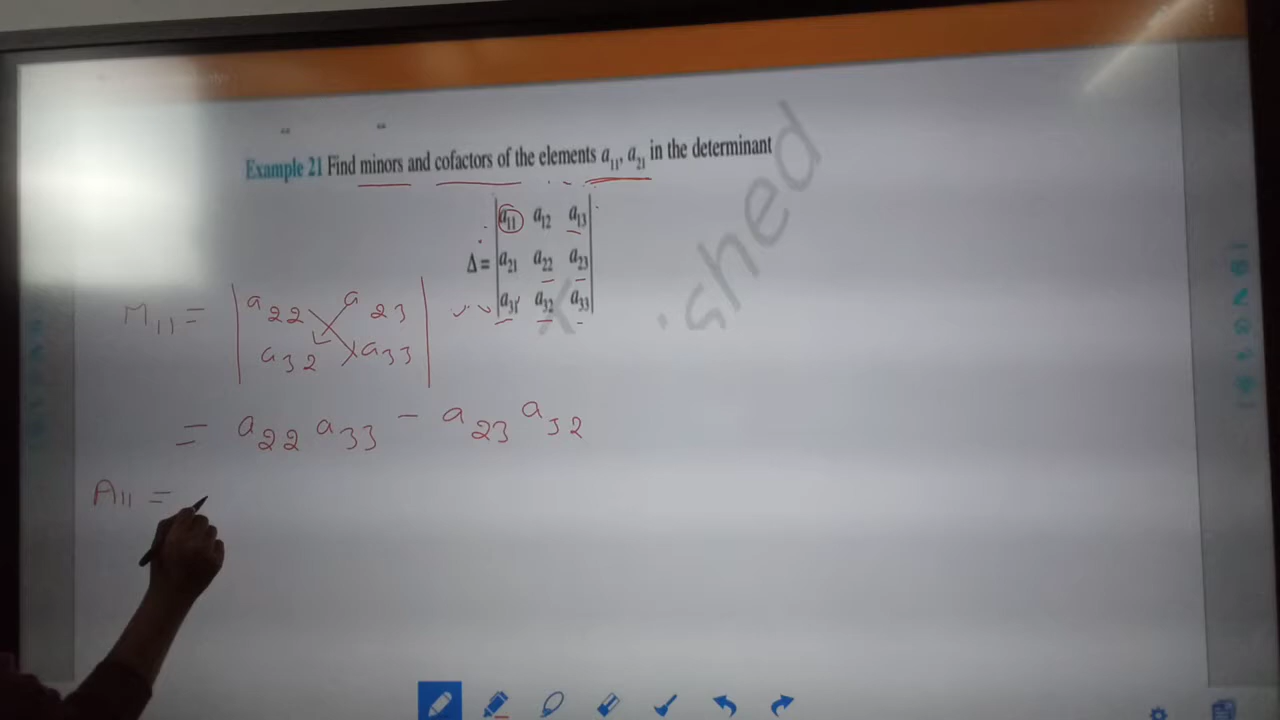 Example 21 Find minors and cofactors of the elements a₁₁, a₂₁ in the determinant
a₁₁ a₁₂ a₁₃
Δ = a₂₁ a₂₂ a₂₃
a₃₁ a₃₂ a₃₃
M₁₁ = | a₂₂ a₂₃ |
| a₃₂ a₃₃ |
= a₂₂ a₃₃ - a₂₃ a₃₂
A₁₁ =
shed